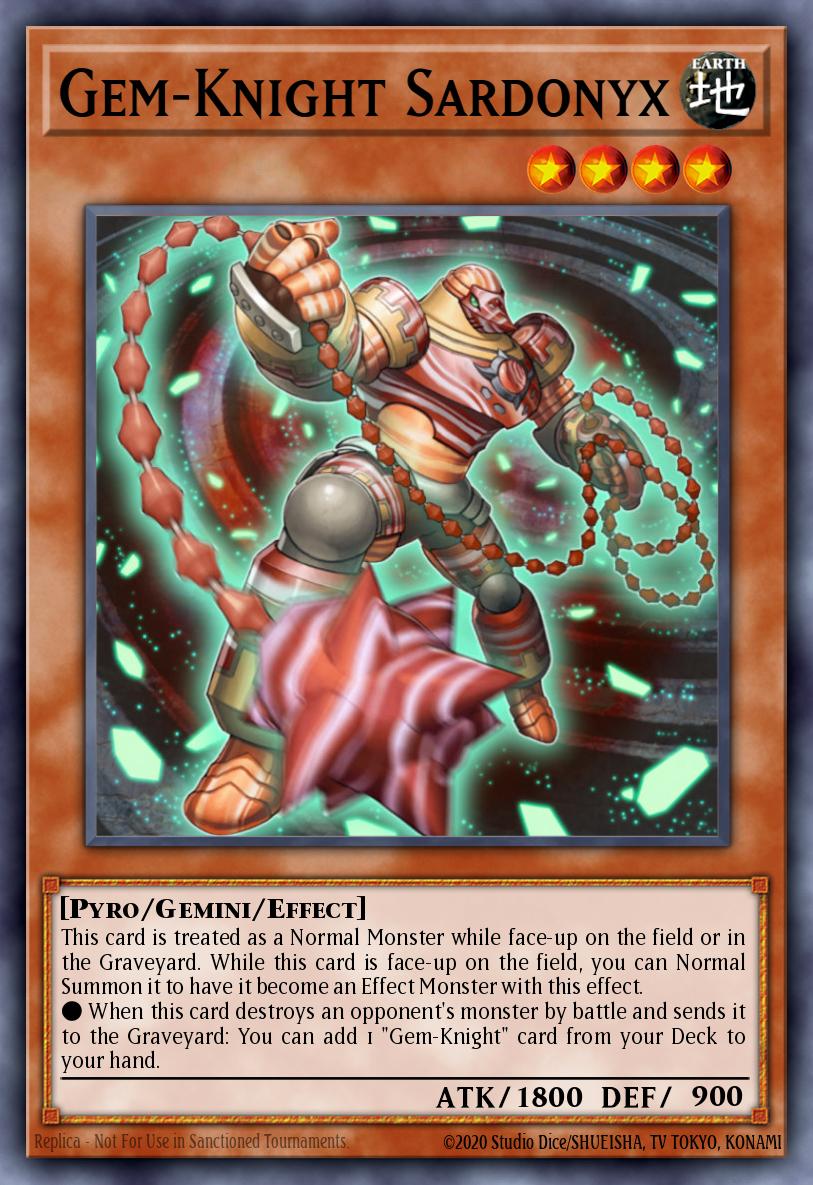 Gem-Knight Sardonyx
EARTH
地
[Pyro/Gemini/Effect]
This card is treated as a Normal Monster while face-up on the field or in
the Graveyard. While this card is face-up on the field, you can Normal
Summon it to have it become an Effect Monster with this effect.
● When this card destroys an opponent's monster by battle and sends it
to the Graveyard: You can add 1 "Gem-Knight" card from your Deck to
your hand.
ATK/1800 DEF/ 900
Replica - Not For Use in Sanctioned Tournaments.
©2020 Studio Dice/SHUEISHA, TV TOKYO, KONAMI